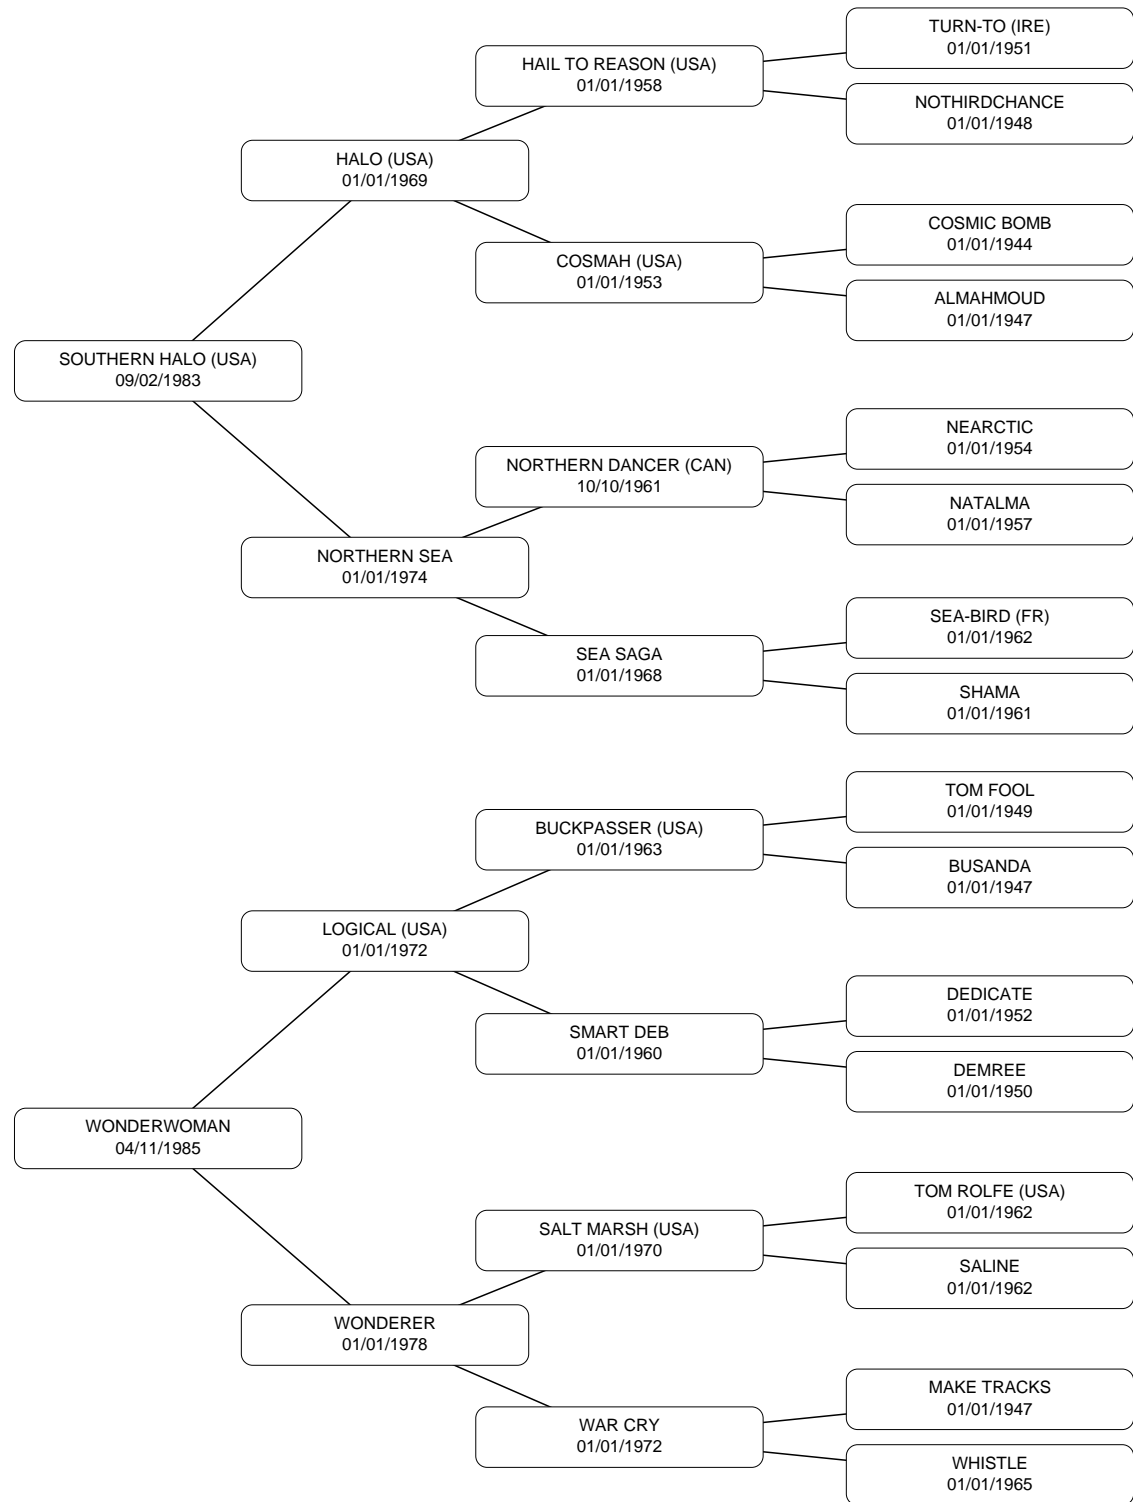 TURN-TO (IRE)
01/01/1951
HAIL TO REASON (USA)
01/01/1958
NOTHIRDCHANCE
01/01/1948
HALO (USA)
01/01/1969
COSMIC BOMB
01/01/1944
COSMAH (USA)
01/01/1953
ALMAHMOUD
01/01/1947
SOUTHERN HALO (USA)
09/02/1983
NEARCTIC
01/01/1954
NORTHERN DANCER (CAN)
10/10/1961
NATALMA
01/01/1957
NORTHERN SEA
01/01/1974
SEA-BIRD (FR)
01/01/1962
SEA SAGA
01/01/1968
SHAMA
01/01/1961
TOM FOOL
01/01/1949
BUCKPASSER (USA)
01/01/1963
BUSANDA
01/01/1947
LOGICAL (USA)
01/01/1972
DEDICATE
01/01/1952
SMART DEB
01/01/1960
DEMREE
01/01/1950
WONDERWOMAN
04/11/1985
TOM ROLFE (USA)
01/01/1962
SALT MARSH (USA)
01/01/1970
SALINE
01/01/1962
WONDERER
01/01/1978
MAKE TRACKS
01/01/1947
WAR CRY
01/01/1972
WHISTLE
01/01/1965